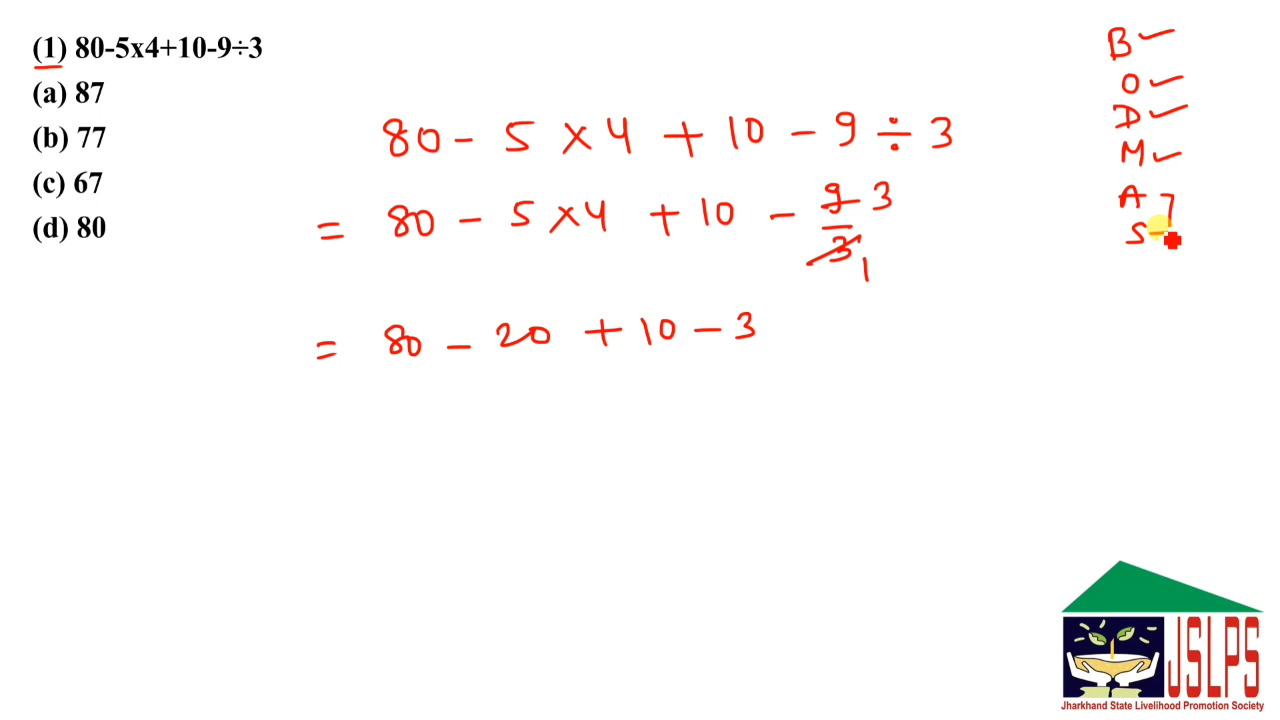 (1) 80-5x4+10-9÷3
(a) 87
(b) 77
(c) 67
(d) 80
80 - 5 × 4 + 10 - 9 ÷ 3
= 80 - 5 × 4 + 10 - 9/3 3 1
= 80 - 20 + 10 - 3
B
O
D
M
A
S
JSLPS
Jharkhand State Livelihood Promotion Society